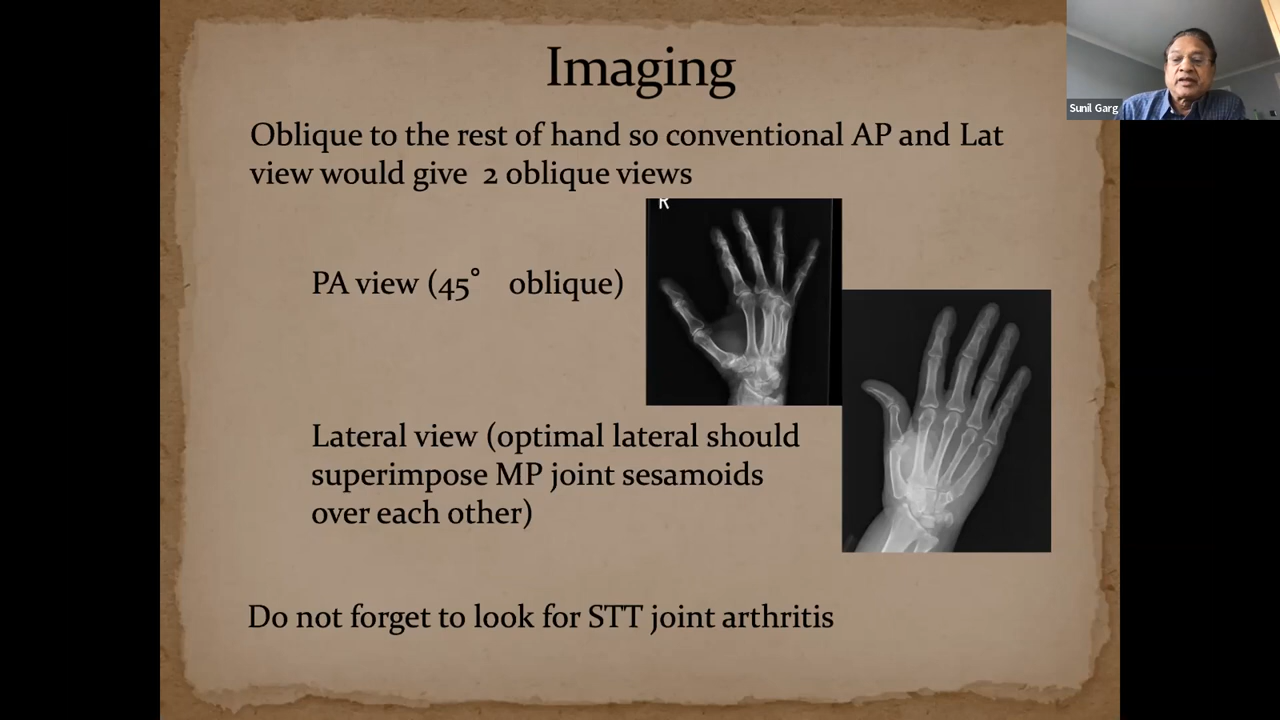 Imaging
Sunil Garg
Oblique to the rest of hand so conventional AP and Lat
view would give 2 oblique views
R
PA view (45° oblique)
Lateral view (optimal lateral should
superimpose MP joint sesamoids
over each other)
Do not forget to look for STT joint arthritis